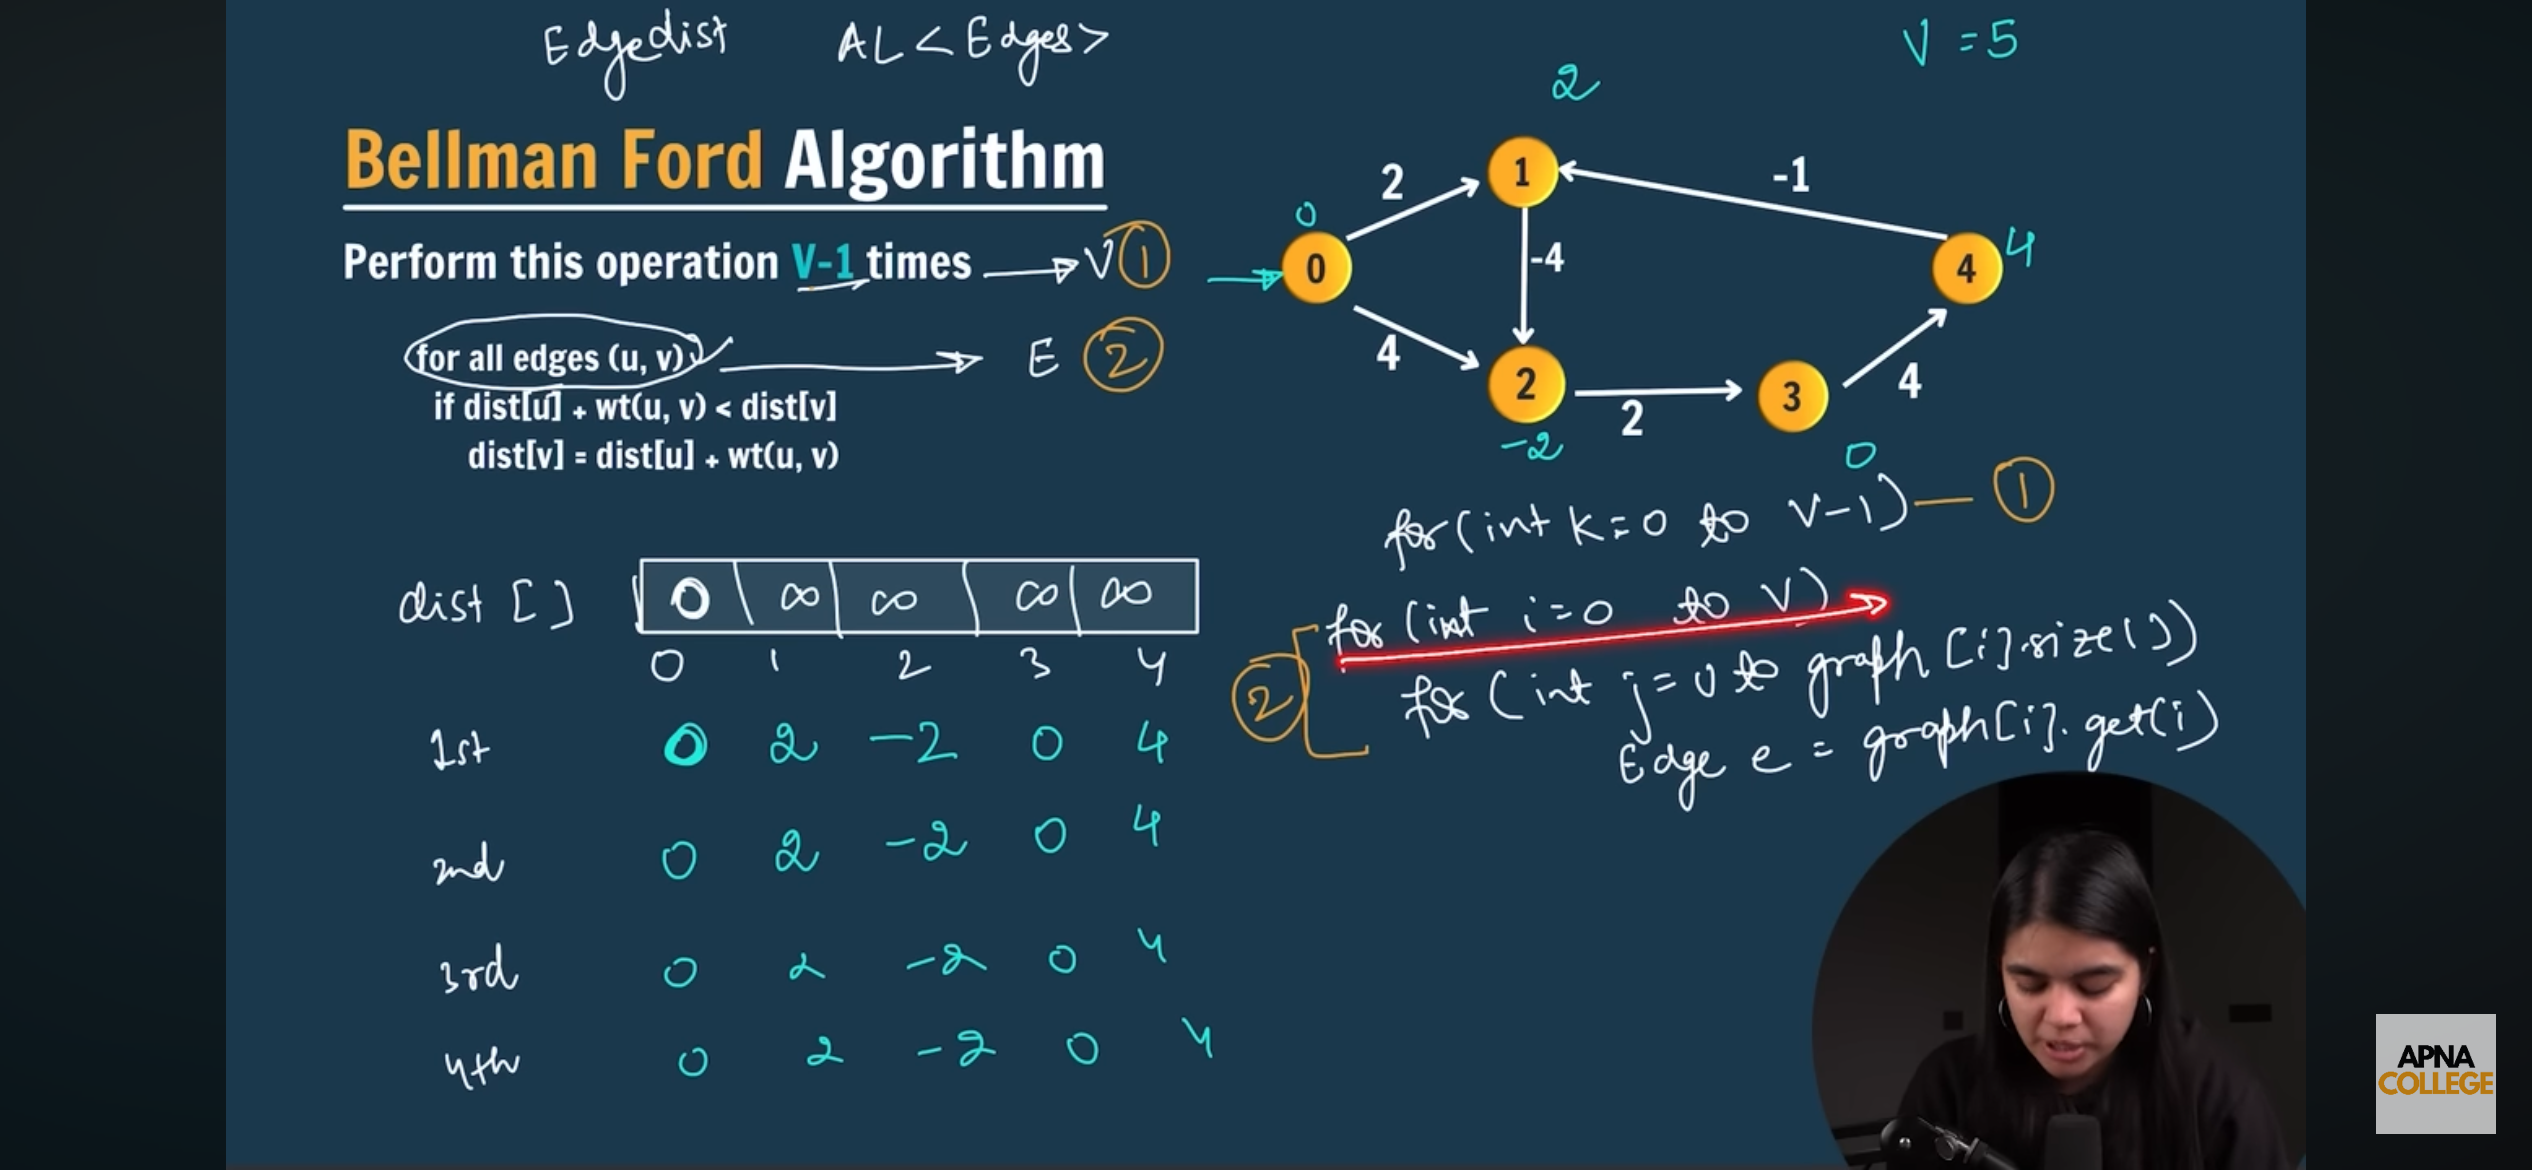 Edgedist AL<Edges>
V=5
Bellman Ford Algorithm
Perform this operation V-1 times → V ①
for all edges (u, v) → E ②
if dist[u] + wt(u, v) < dist[v]
dist[v] = dist[u] + wt(u, v)
2
0
2
1
-1
-4
0
4
4
4
2
2
3
4
-2
0
for(int k=0 to V-1) — ①
for (int i=0 to V)
② for (int j=0 to graph[i].size())
Edge e = graph[i].get(i)
dist [] 0 ∞ ∞ ∞ ∞
0 1 2 3 4
1st 0 2 -2 0 4
2nd 0 2 -2 0 4
3rd 0 2 -2 0 4
4th 0 2 -2 0 4
APNA
COLLEGE